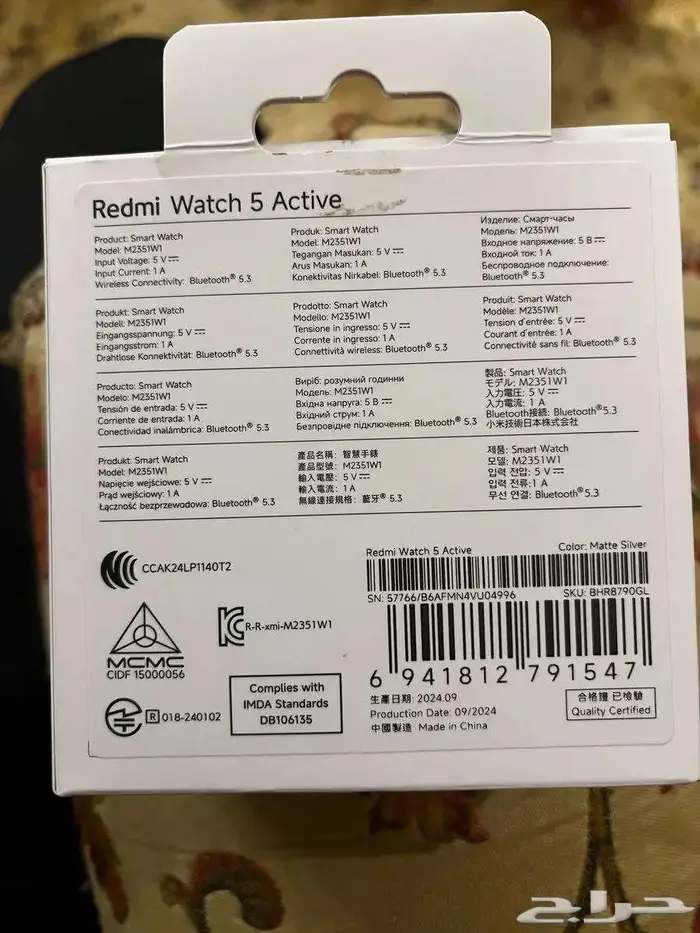 Redmi Watch 5 Active
Product: Smart Watch
Model: M2351W1
Input Voltage: 5 V⎓
Input Current: 1 A
Wireless Connectivity: Bluetooth® 5.3
Produk: Smart Watch
Model: M2351W1
Tegangan Masukan: 5 V⎓
Arus Masukan: 1 A
Konektivitas Nirkabel: Bluetooth® 5.3
Изделие: Смарт-часы
Модель: M2351W1
Входное напряжение: 5 В⎓
Входной ток: 1 А
Беспроводное подключение:
Bluetooth® 5.3
Produkt: Smart Watch
Modell: M2351W1
Eingangsspannung: 5 V⎓
Eingangsstrom: 1 A
Drahtlose Konnektivität: Bluetooth® 5.3
Prodotto: Smart Watch
Modello: M2351W1
Tensione in ingresso: 5 V⎓
Corrente in ingresso: 1 A
Connettività wireless: Bluetooth® 5.3
Produit: Smart Watch
Modèle: M2351W1
Tension d'entrée: 5 V⎓
Courant d'entrée: 1 A
Connectivité sans fil: Bluetooth® 5.3
Producto: Smart Watch
Modelo: M2351W1
Tensión de entrada: 5 V⎓
Corriente de entrada: 1 A
Conectividad inalámbrica: Bluetooth® 5.3
Виріб: розумний годинни
Модель: M2351W1
Вхідна напруга: 5 В⎓
Вхідний струм: 1 А
Безпровідне підключення: Bluetooth® 5.3
製品: Smart Watch
モデル: M2351W1
入力電圧: 5 V⎓
入力電流: 1 A
Bluetooth接続: Bluetooth®5.3
小米技術日本株式会社
Produkt: Smart Watch
Model: M2351W1
Napięcie wejściowe: 5 V⎓
Prąd wejściowy: 1 A
Łączność bezprzewodowa: Bluetooth® 5.3
產品名稱: 智慧手錶
產品型號: M2351W1
輸入電壓: 5 V⎓
輸入電流: 1 A
無線連接規格: 藍牙® 5.3
제품: Smart Watch
모델: M2351W1
입력 전압: 5 V⎓
입력 전류: 1 A
무선 연결: Bluetooth®5.3
CCAK24LP1140T2
MCMC
CIDF 15000056
R-R-xmi-M2351W1
R 018-240102
Complies with
IMDA Standards
DB106135
Redmi Watch 5 Active Color: Matte Silver
SN: 57766/B6AFMN4VU04996 SKU: BHR8790GL
6 941812 791547
生產日期: 2024.09
Production Date: 09/2024
中國製造 Made in China
合格證 已檢驗
Quality Certified
حراج